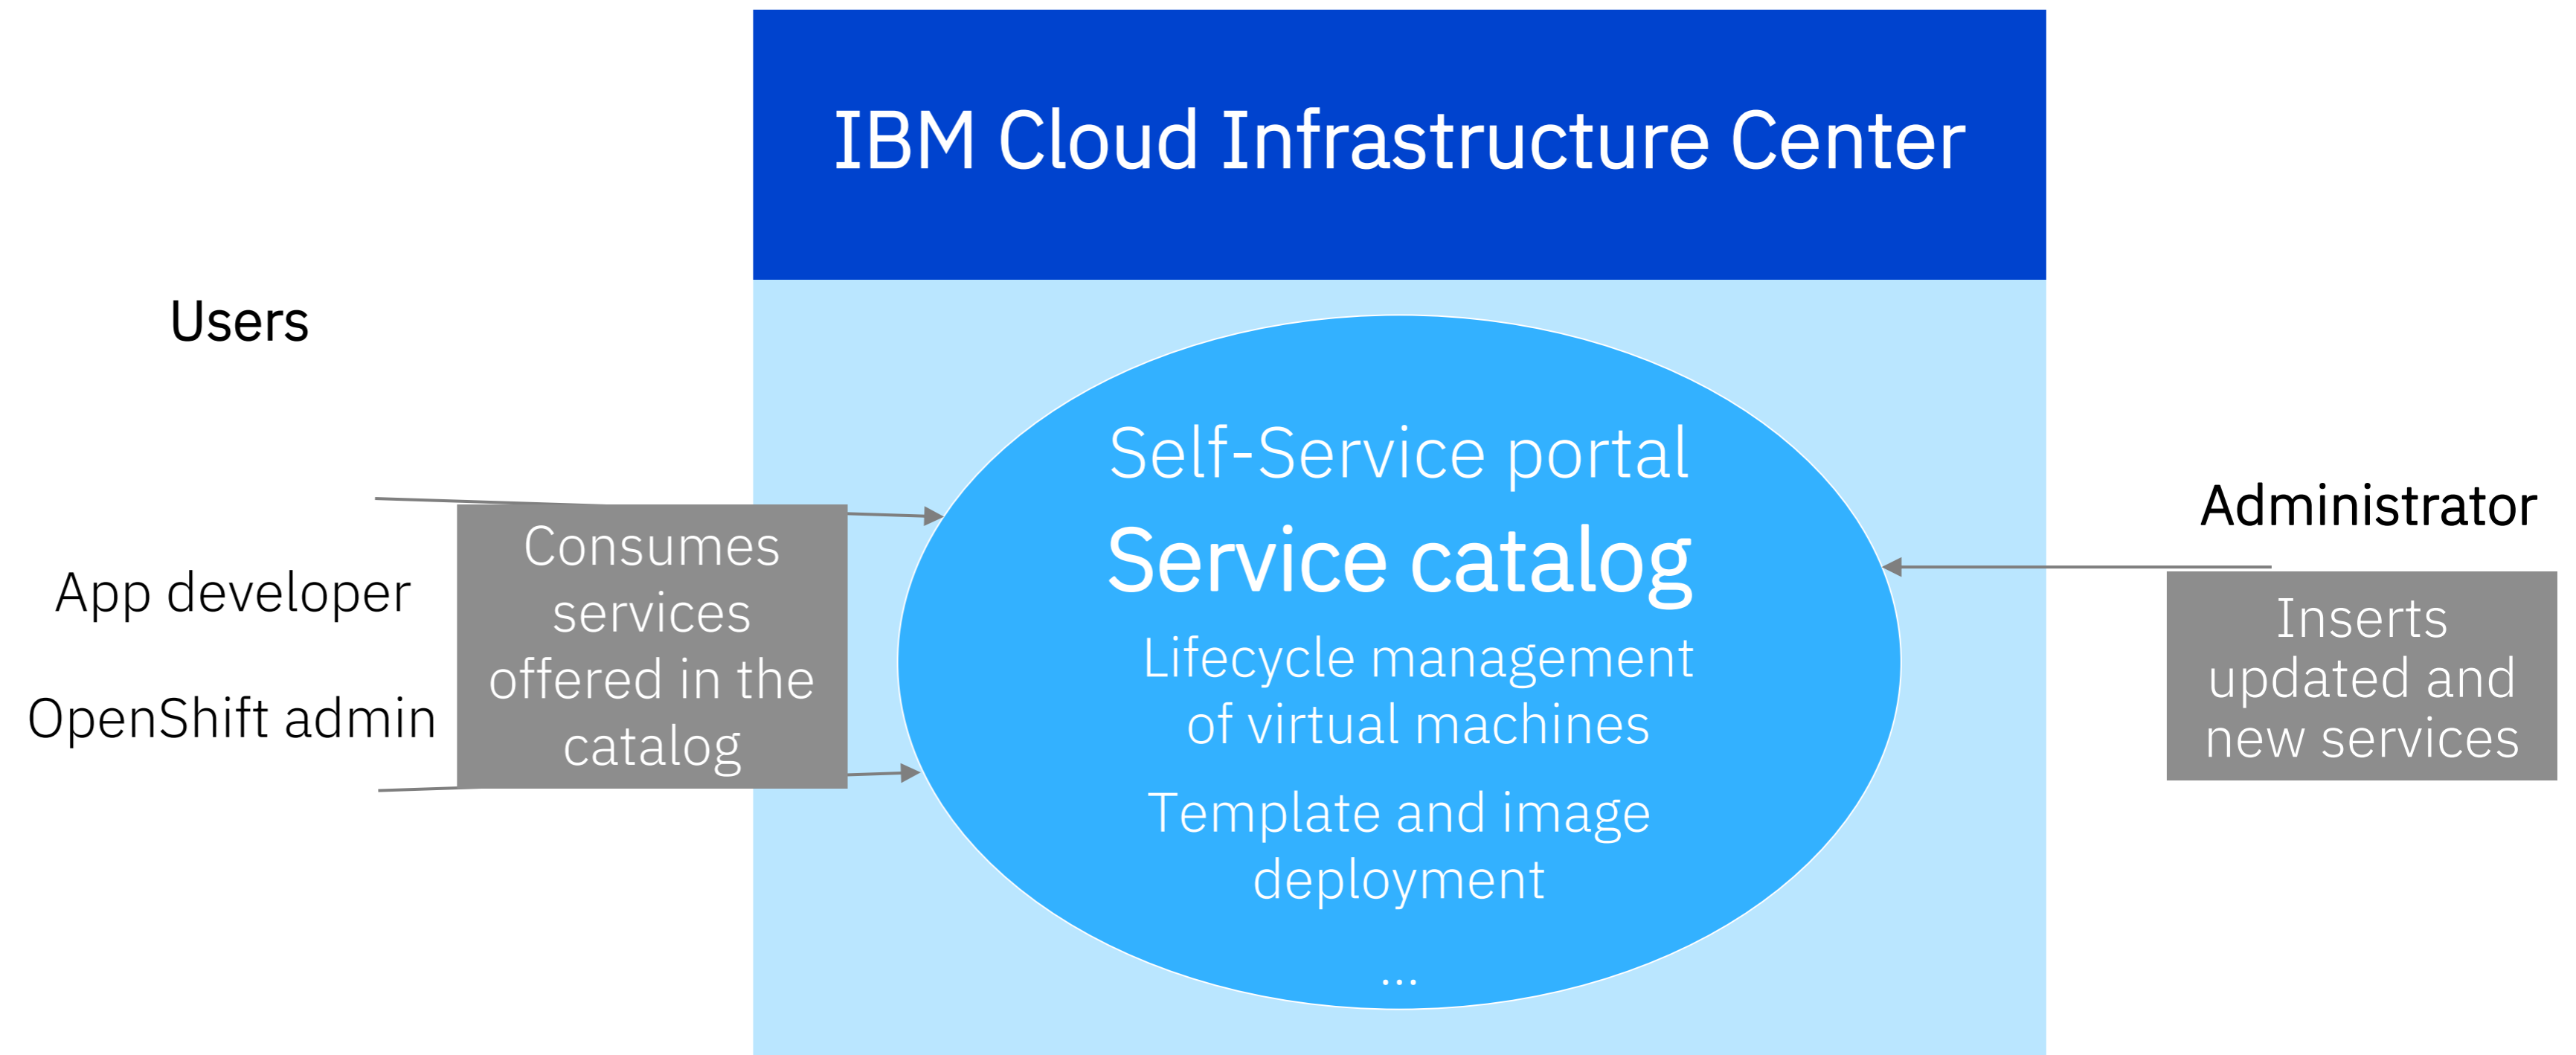 IBM Cloud Infrastructure Center
Users
App developer
OpenShift admin
Consumes
services
offered in the
catalog
Self-Service portal
Service catalog
Lifecycle management
of virtual machines
Template and image
deployment
...
Administrator
Inserts
updated and
new services